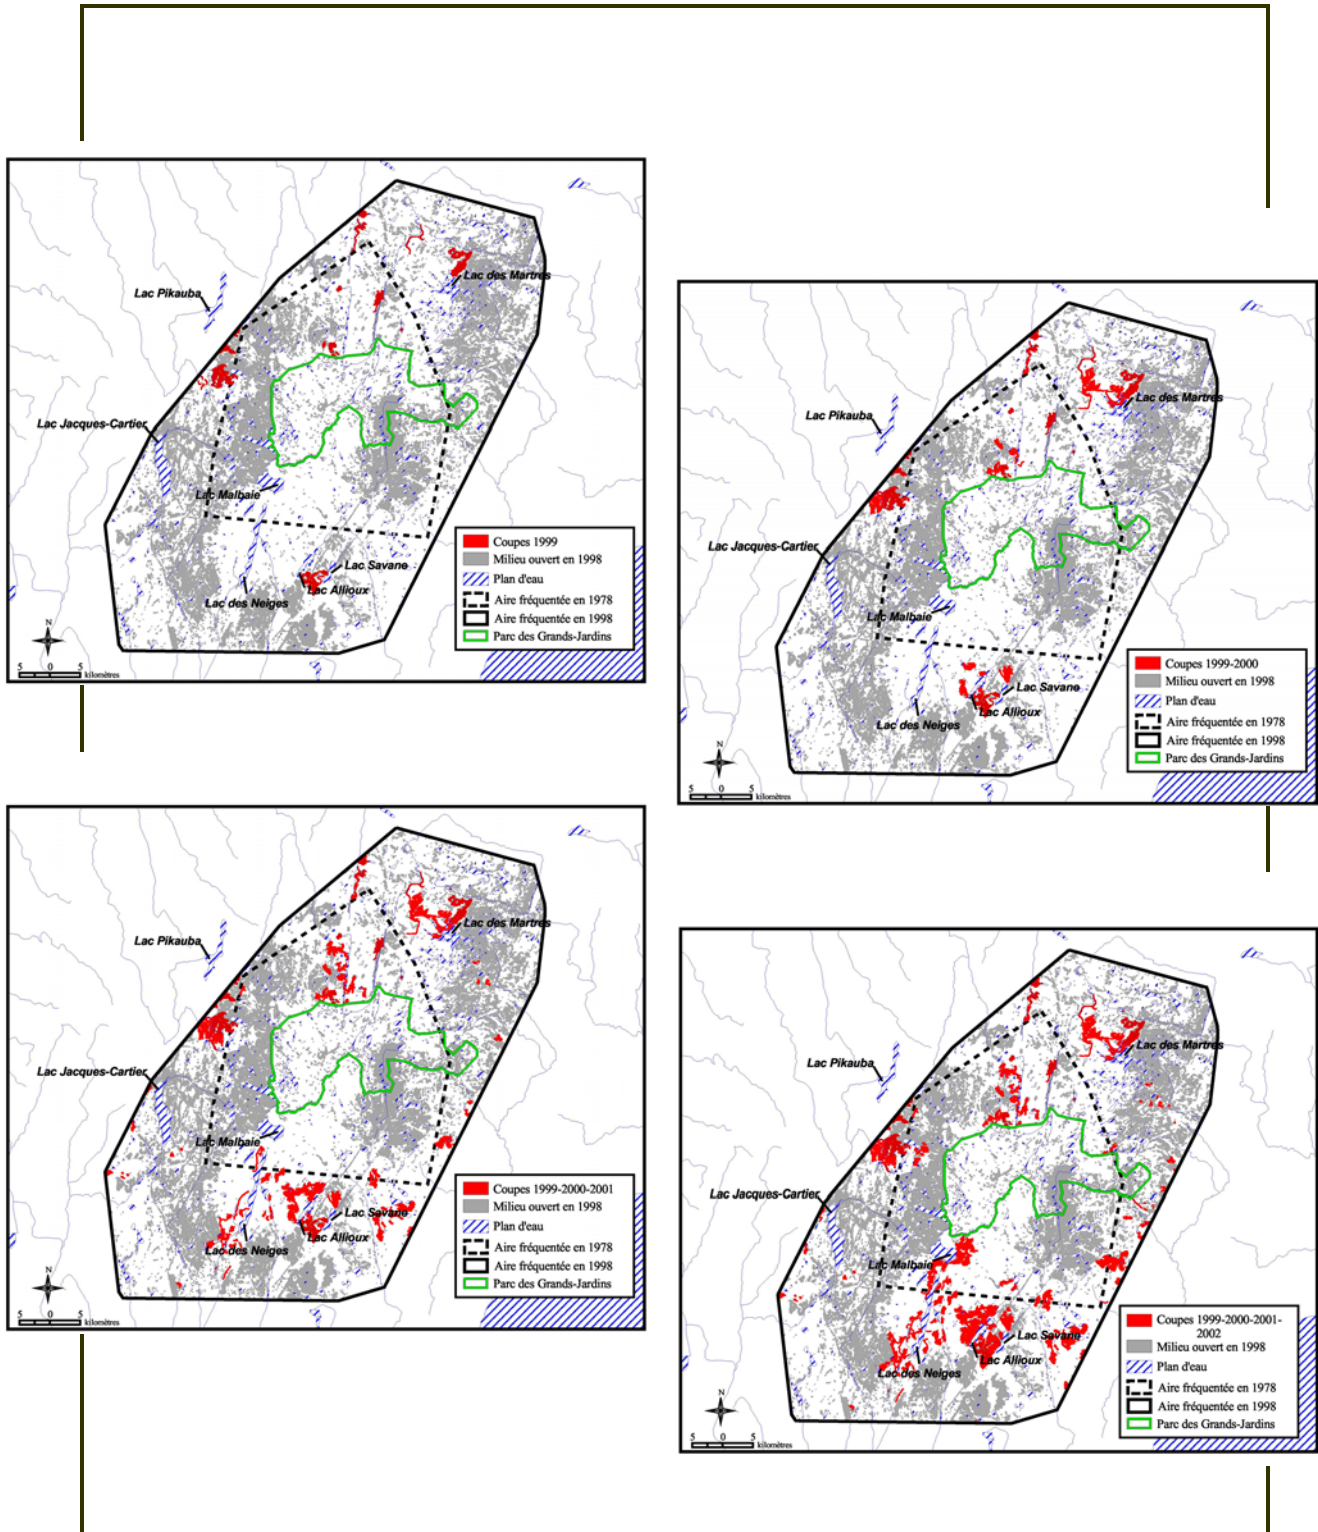 Lac Pikauba
Lac des Martres
Lac Jacques-Cartier
Lac Malbaie
Lac Savane
Lac Allioux
Lac des Neiges
Coupes 1999
Milieu ouvert en 1998
Plan d'eau
Aire fréquentée en 1978
Aire fréquentée en 1998
Parc des Grands-Jardins
5 0 5
kilomètres
Lac des Martres
Lac Pikauba
Lac Jacques-Cartier
Lac Malbaie
Lac Savane
Lac Allioux
Lac des Neiges
Coupes 1999-2000
Milieu ouvert en 1998
Plan d'eau
Aire fréquentée en 1978
Aire fréquentée en 1998
Parc des Grands-Jardins
5 0 5
kilomètres
Lac des Martres
Lac Pikauba
Lac Jacques-Cartier
Lac Malbaie
Lac Savane
Lac Allioux
Lac des Neiges
Coupes 1999-2000-2001
Milieu ouvert en 1998
Plan d'eau
Aire fréquentée en 1978
Aire fréquentée en 1998
Parc des Grands-Jardins
5 0 5
kilomètres
Lac des Martres
Lac Pikauba
Lac Jacques-Cartier
Lac Malbaie
Lac Savane
Lac Allioux
Lac des Neiges
Coupes 1999-2000-2001-
2002
Milieu ouvert en 1998
Plan d'eau
Aire fréquentée en 1978
Aire fréquentée en 1998
Parc des Grands-Jardins
5 0 5
kilomètres